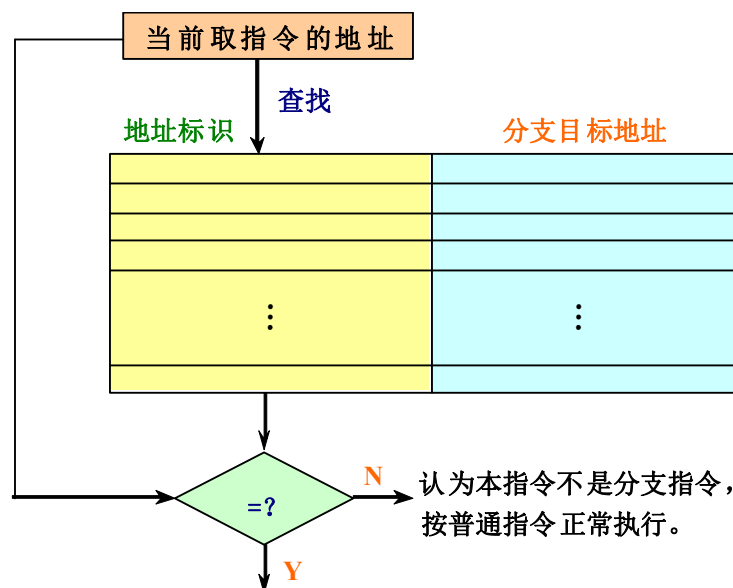 当前取指令的地址
查找
地址标识
分支目标地址
⋮
⋮
=?
N
认为本指令不是分支指令，
按普通指令正常执行。
Y